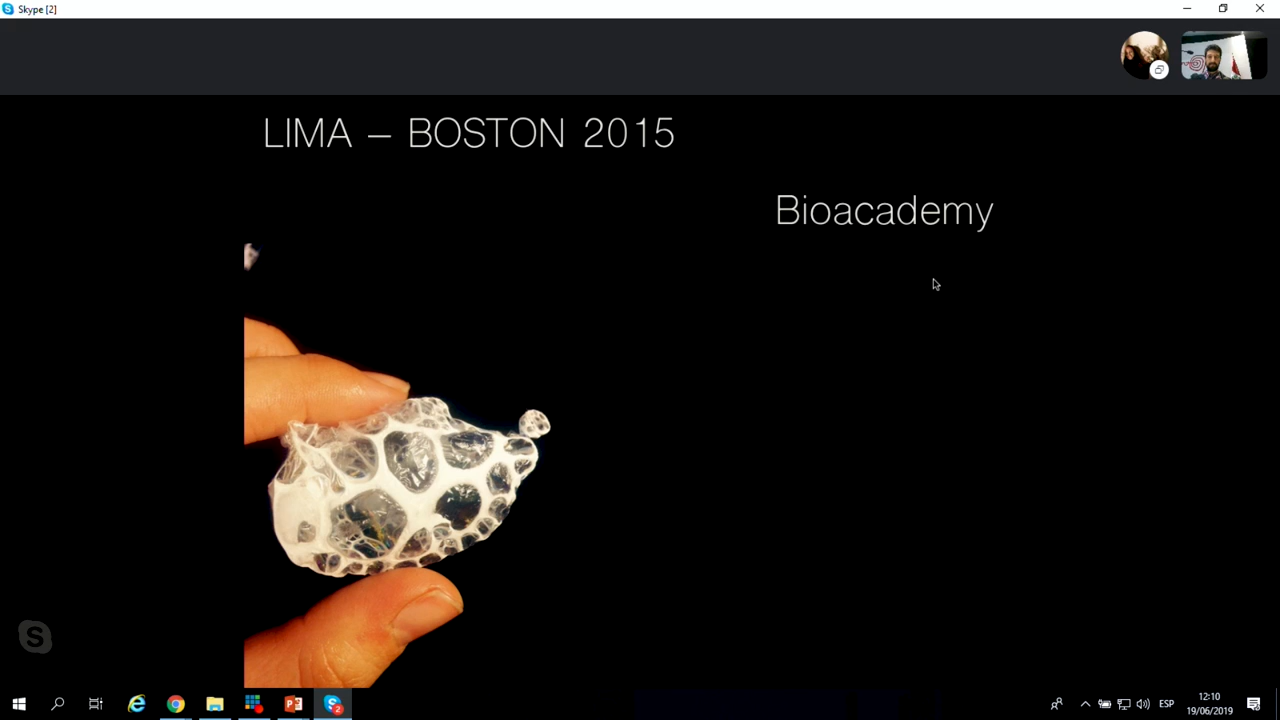 Skype [2]
LIMA – BOSTON 2015
Bioacademy
ESP
12:10
19/06/2019